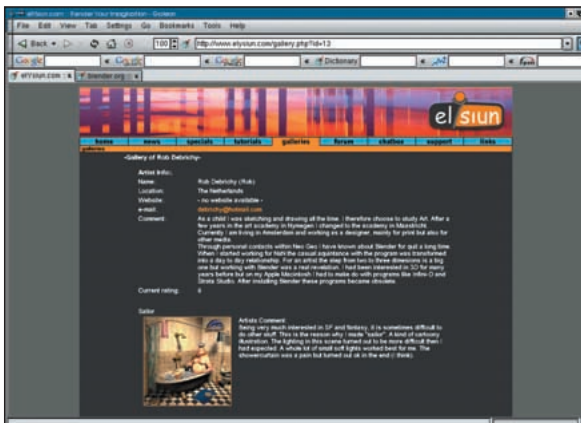 elYsiun.com - Render Your Imagination - Galeon
File Edit View Tab Settings Go Bookmarks Tools Help
Back 100 http://www.elysiun.com/gallery.php?id=13
Google Google Dictionary
elYsiun.com :: x blender.org :: x
el siun
home news specials tutorials galleries forum chatbox support links
galleries
-Gallery of Rob Debrichy-
Artist Info:
Name: Rob Debrichy (Rob)
Location: The Netherlands
Website: - no website available -
e-mail: debrichy@hotmail.com
Comment: As a child I was sketching and drawing all the time. I therefore choose to study Art. After a
few years in the art academy in Nymegen I changed to the academy in Maastricht.
Currently I am living in Amsterdam and working as a designer, mainly for print but also for
other media.
Through personal contacts within Neo Geo I have known about Blender for quit a long time.
When I started working for NaN the casual aquintance with the program was transformed
into a day to day relationship. For an artist the step from two to three dimesions is a big
one but working with Blender was a real revelation. I had been interested in 3D for many
years before but on my Apple Macintosh I had to make do with programs like Infini-D and
Strata Studio. After installing Blender these programs became obsolete.
Current rating: 6
Sailor
Artists Comment:
Being very much interested in SF and fantasy, it is sometimes difficult to
do other stuff. This is the reason why I made "sailor". A kind of cartoony
illustration. The lighting in this scene turned out to be more difficult then I
had expected. A whole lot of small soft lights worked best for me. The
showercurtain was a pain but turned out ok in the end (I think).